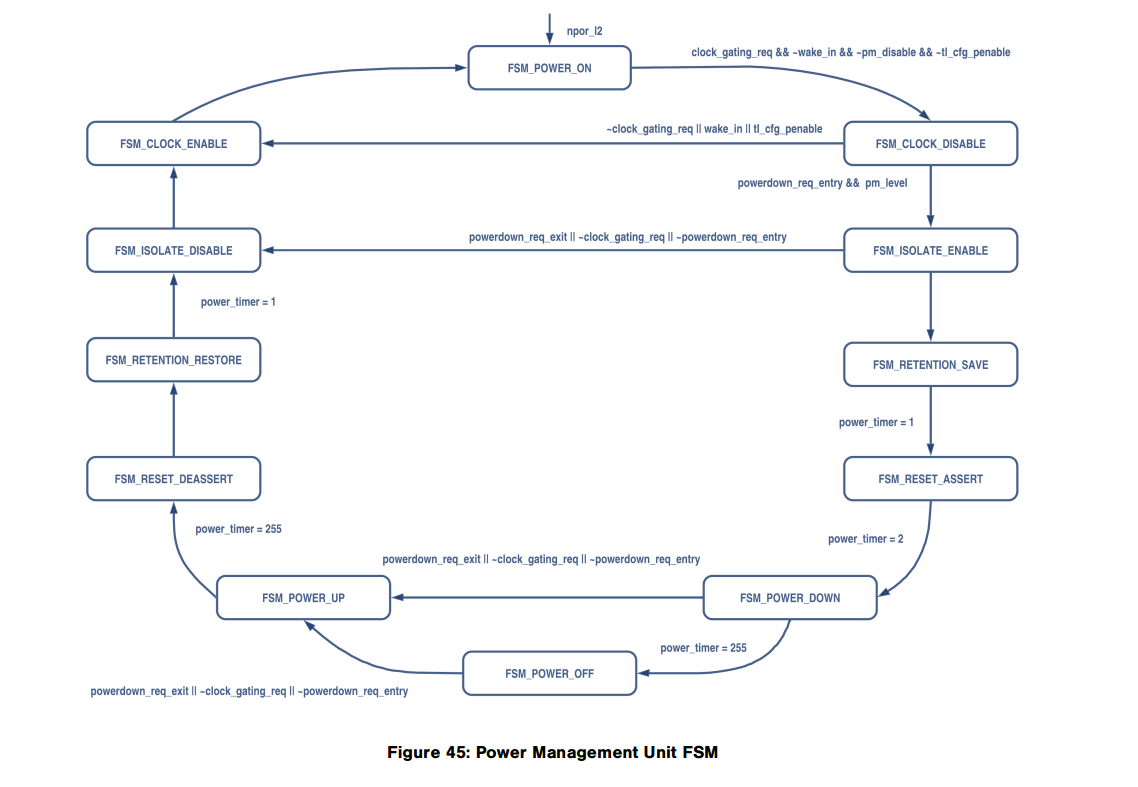 npor_l2
clock_gating_req && ~wake_in && ~pm_disable && ~tl_cfg_penable
FSM_POWER_ON
~clock_gating_req || wake_in || tl_cfg_penable
FSM_CLOCK_ENABLE
FSM_CLOCK_DISABLE
powerdown_req_entry && pm_level
powerdown_req_exit || ~clock_gating_req || ~powerdown_req_entry
FSM_ISOLATE_DISABLE
FSM_ISOLATE_ENABLE
power_timer = 1
FSM_RETENTION_RESTORE
FSM_RETENTION_SAVE
power_timer = 1
FSM_RESET_DEASSERT
FSM_RESET_ASSERT
power_timer = 255
power_timer = 2
powerdown_req_exit || ~clock_gating_req || ~powerdown_req_entry
FSM_POWER_UP
FSM_POWER_DOWN
power_timer = 255
FSM_POWER_OFF
powerdown_req_exit || ~clock_gating_req || ~powerdown_req_entry
Figure 45: Power Management Unit FSM